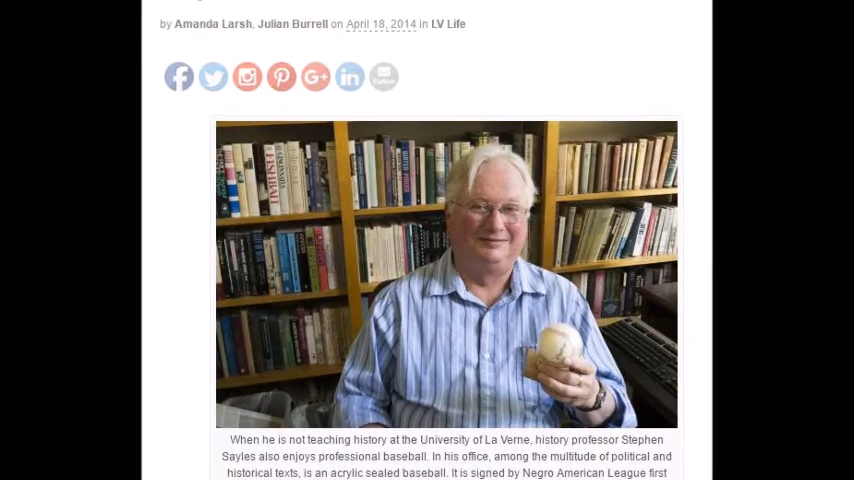 by Amanda Larsh, Julian Burrell on April 18, 2014 in LV Life
When he is not teaching history at the University of La Verne, history professor Stephen
Sayles also enjoys professional baseball. In his office, among the multitude of political and
historical texts, is an acrylic sealed baseball. It is signed by Negro American League first